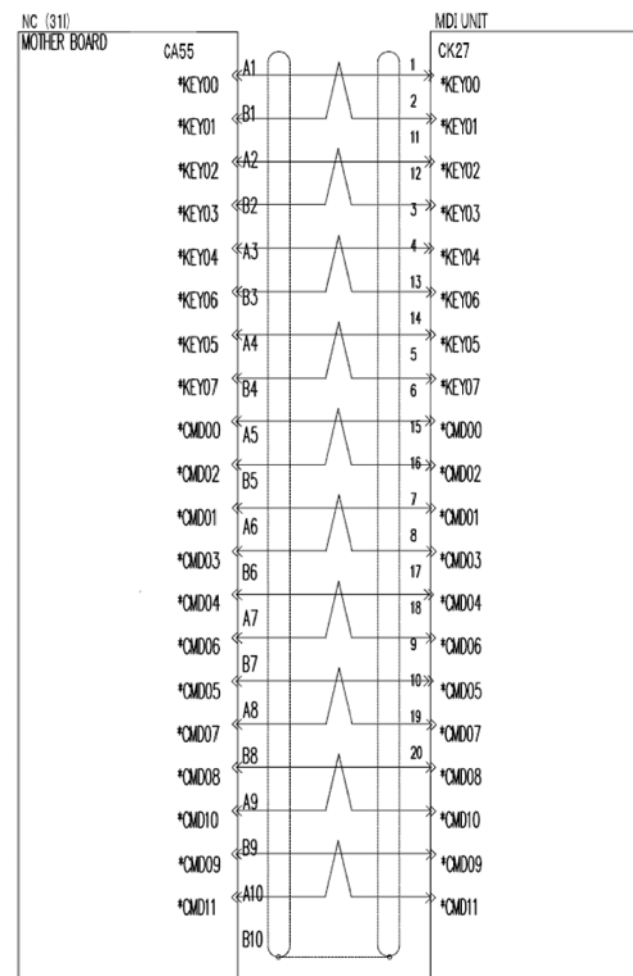 NC (31I) MDI UNIT
MOTHER BOARD CA55 CK27
A1 1
*KEY00 *KEY00
B1 2
*KEY01 *KEY01
11
*KEY02 A2 12 *KEY02
*KEY03 B2 3 *KEY03
*KEY04 A3 4 *KEY04
*KEY06 B3 13 *KEY06
14
*KEY05 A4 *KEY05
5
*KEY07 B4 6 *KEY07
*CMD00 A5 15 *CMD00
*CMD02 B5 16 *CMD02
7
*CMD01 A6 *CMD01
8
*CMD03 B6 *CMD03
17
*CMD04 A7 18 *CMD04
*CMD06 9 *CMD06
B7
*CMD05 10 *CMD05
A8 19
*CMD07 *CMD07
B8 20
*CMD08 *CMD08
A9
*CMD10 *CMD10
B9
*CMD09 *CMD09
A10
*CMD11 *CMD11
B10